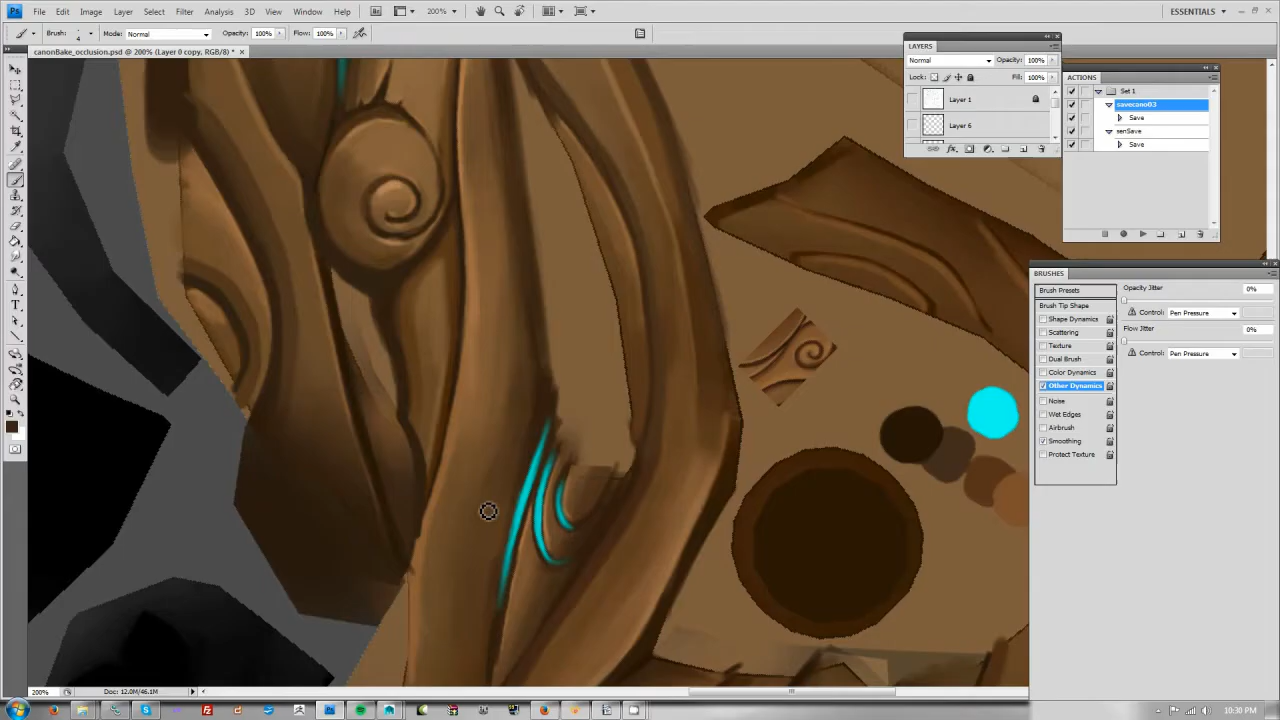 File Edit Image Layer Select Filter Analysis 3D View Window Help 200% ESSENTIALS
Brush: 4 Mode: Normal Opacity: 100% Flow: 100%
canonBake_occlusion.psd @ 200% (Layer 0 copy, RGB/8) *
LAYERS
Normal Opacity: 100%
Lock: Fill: 100%
Layer 1
Layer 6
ACTIONS
Set 1
savecano03
Save
senSave
Save
BRUSHES
Brush Presets
Brush Tip Shape
Shape Dynamics
Scattering
Texture
Dual Brush
Color Dynamics
Other Dynamics
Noise
Wet Edges
Airbrush
Smoothing
Protect Texture
Opacity Jitter 0%
Control: Pen Pressure
Flow Jitter 0%
Control: Pen Pressure
200% Doc: 12.0M/46.1M
10:30 PM